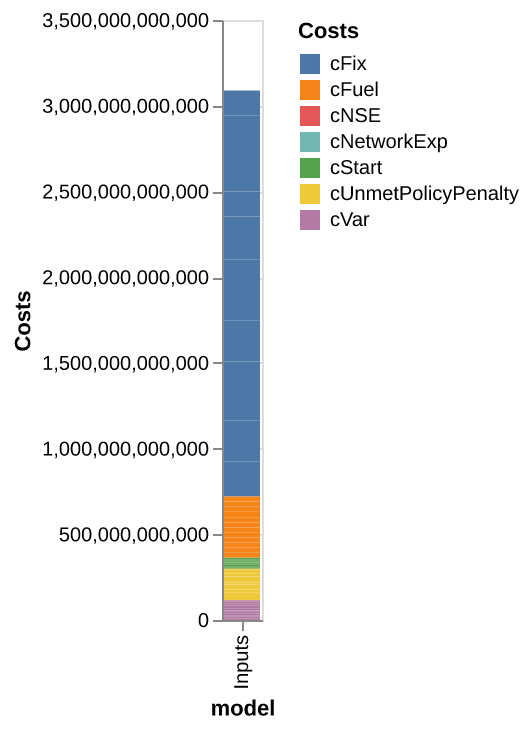 Costs
3,500,000,000,000
3,000,000,000,000
2,500,000,000,000
2,000,000,000,000
1,500,000,000,000
1,000,000,000,000
500,000,000,000
0
Inputs
model
Costs
cFix
cFuel
cNSE
cNetworkExp
cStart
cUnmetPolicyPenalty
cVar